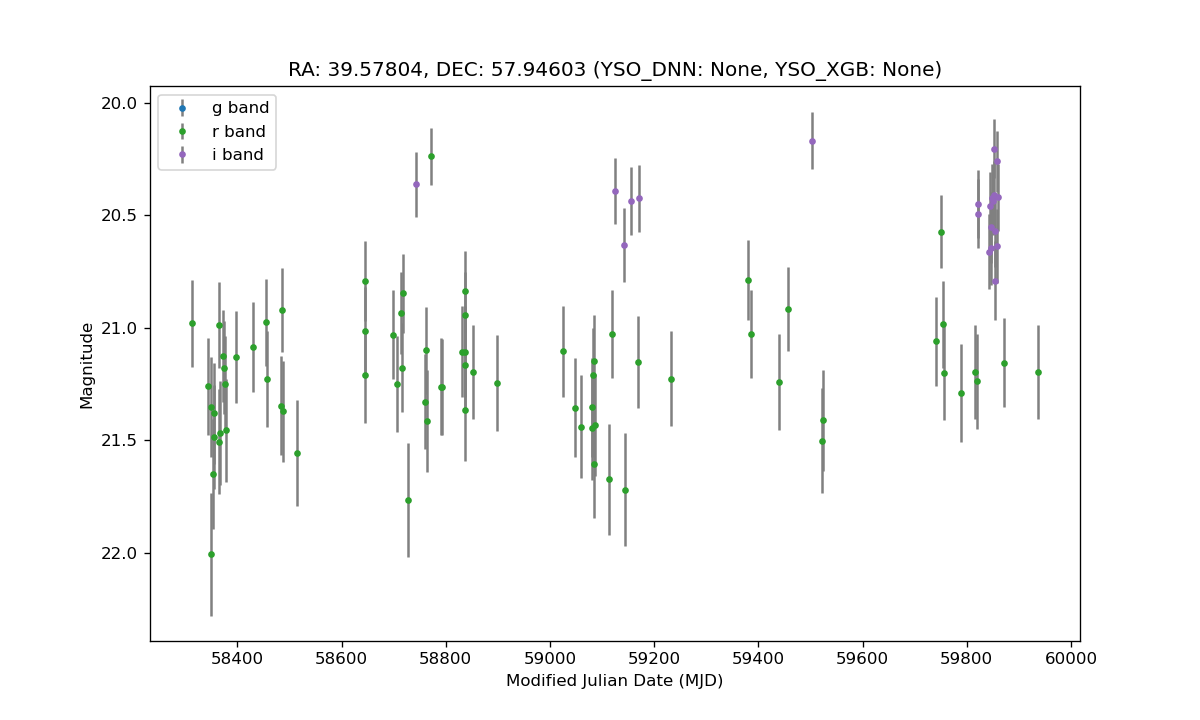 RA: 39.57804, DEC: 57.94603 (YSO_DNN: None, YSO_XGB: None)
g band
r band
i band
20.0
20.5
21.0
21.5
22.0
Magnitude
58400 58600 58800 59000 59200 59400 59600 59800 60000
Modified Julian Date (MJD)